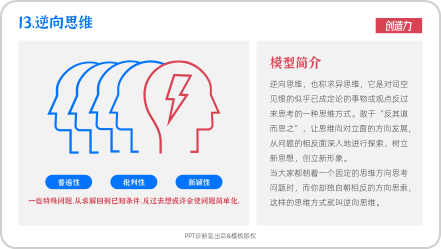 13.逆向思维
创造力
普适性
批判性
新颖性
一些特殊问题,从求解回到已知条件,反过去想或许会使问题简单化.
模型简介
逆向思维,也称求异思维,它是对司空
见惯的似乎已成定论的事物或观点反过
来思考的一种思维方式。敢于“反其道
而思之”,让思维向对立面的方向发展,
从问题的相反面深入地进行探索,树立
新思想,创立新形象。
当大家都朝着一个固定的思维方向思考
问题时,而你却独自朝相反的方向思索,
这样的思维方式就叫逆向思维。
PPT@新蛮出品&模板版权